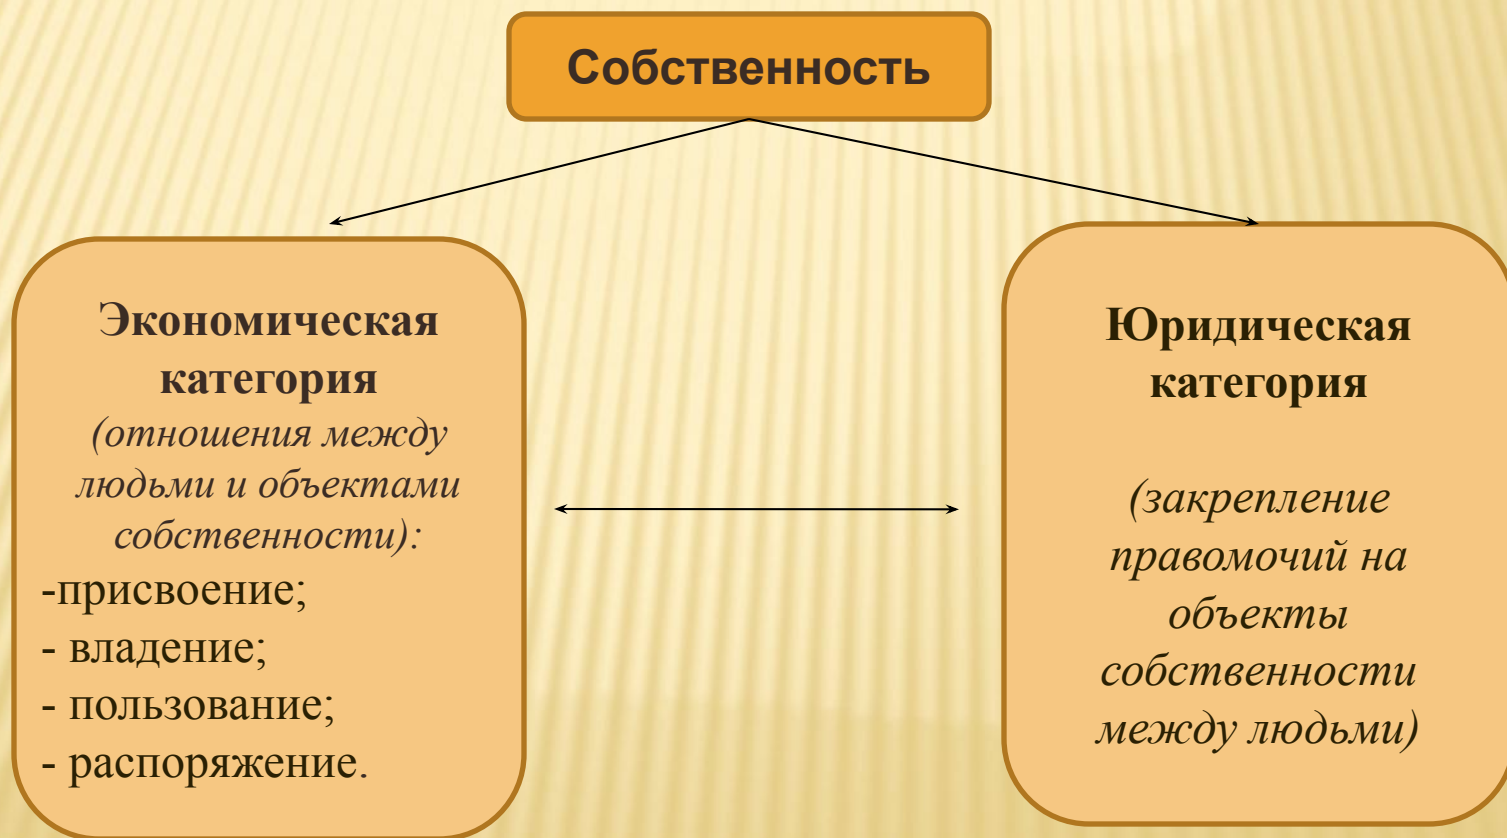 Собственность
Экономическая
категория
(отношения между
людьми и объектами
собственности):
-присвоение;
- владение;
- пользование;
- распоряжение.
Юридическая
категория
(закрепление
правомочий на
объекты
собственности
между людьми)